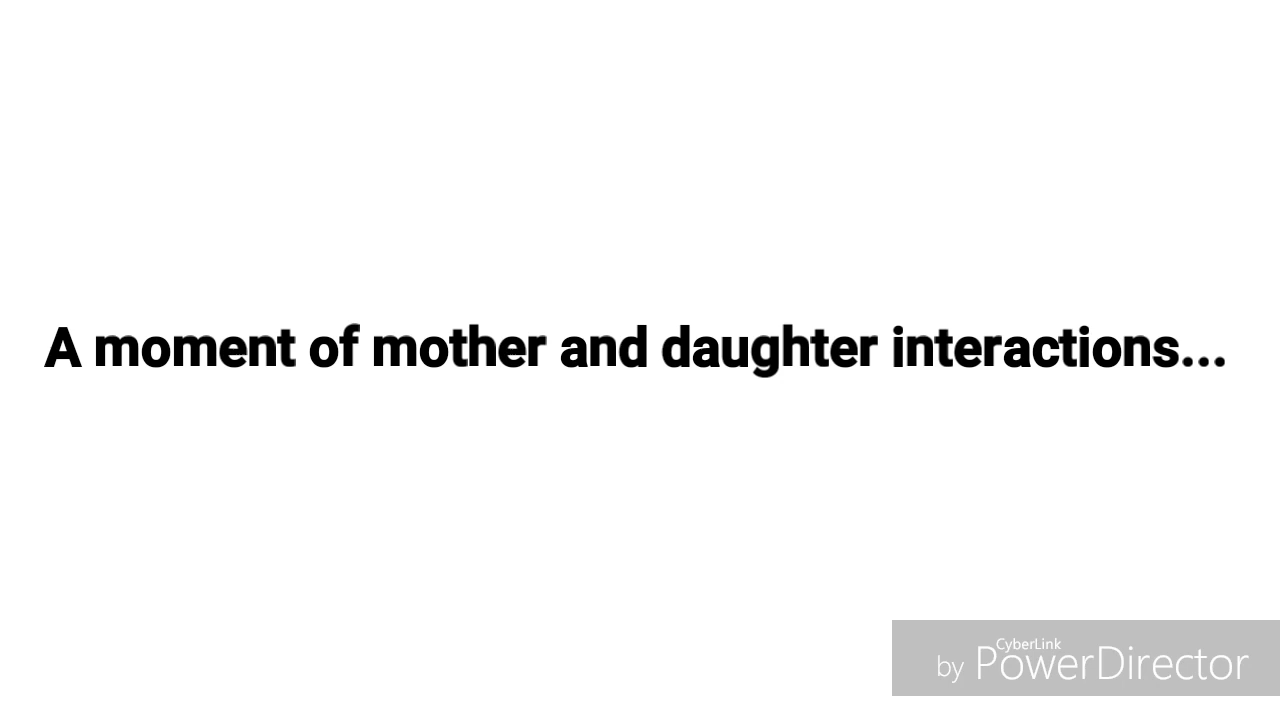 A moment of mother and daughter interactions...
CyberLink
by PowerDirector